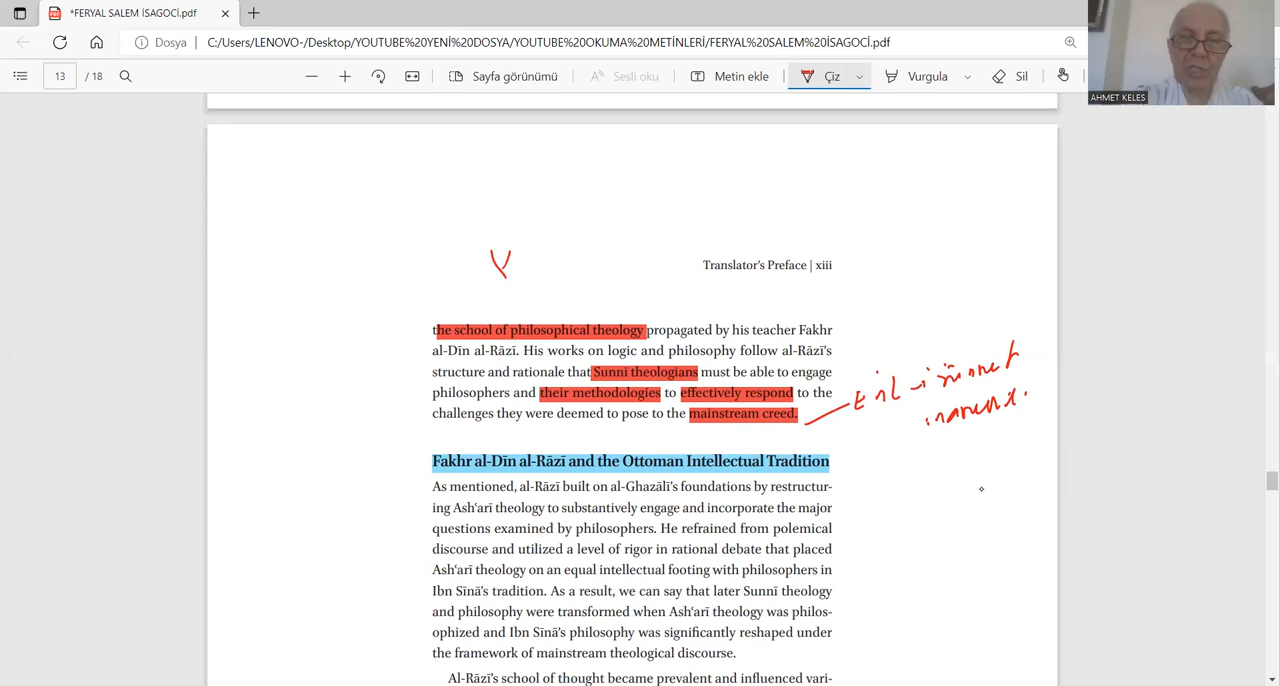 *FERYAL SALEM İSAGOCİ.pdf
Dosya C:/Users/LENOVO-/Desktop/YOUTUBE%20YENİ%20DOSYA/YOUTUBE%20OKUMA%20METİNLERİ/FERYAL%20SALEM%20İSAGOCİ.pdf
13 / 18 Sayfa görünümü Sesli oku Metin ekle Çiz Vurgula Sil
AHMET KELES
Translator's Preface | xiii
the school of philosophical theology propagated by his teacher Fakhr
al-Dīn al-Rāzī. His works on logic and philosophy follow al-Rāzī's
structure and rationale that Sunnī theologians must be able to engage
philosophers and their methodologies to effectively respond to the
challenges they were deemed to pose to the mainstream creed.
Fakhr al-Dīn al-Rāzī and the Ottoman Intellectual Tradition
As mentioned, al-Rāzī built on al-Ghazālī's foundations by restructur-
ing Ashʿarī theology to substantively engage and incorporate the major
questions examined by philosophers. He refrained from polemical
discourse and utilized a level of rigor in rational debate that placed
Ashʿarī theology on an equal intellectual footing with philosophers in
Ibn Sīnā's tradition. As a result, we can say that later Sunnī theology
and philosophy were transformed when Ashʿarī theology was philos-
ophized and Ibn Sīnā's philosophy was significantly reshaped under
the framework of mainstream theological discourse.
Al-Rāzī's school of thought became prevalent and influenced vari-